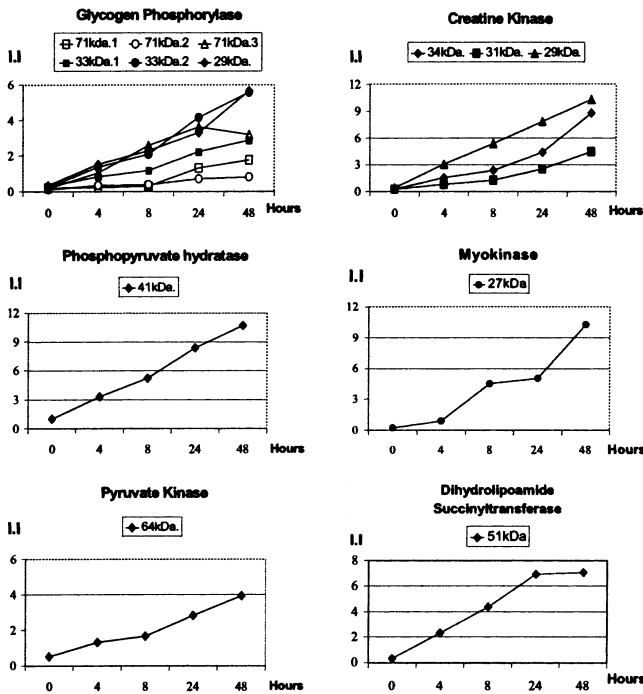 Glycogen Phosphorylase
I.I
71kda.1 71kDa.2 71kDa.3
33kDa.1 33kDa.2 29kDa.
6
4
2
0
0 4 8 24 48 Hours
Creatine Kinase
I.I
34kDa. 31kDa. 29kDa.
12
9
6
3
0
0 4 8 24 48 Hours
Phosphopyruvate hydratase
I.I
41kDa.
12
9
6
3
0
0 4 8 24 48 Hours
Myokinase
I.I
27kDa
12
9
6
3
0
0 4 8 24 48 Hours
Pyruvate Kinase
I.I
64kDa.
6
4
2
0
0 4 8 24 48 Hours
Dihydrolipoamide
Succinyltransferase
I.I
51kDa
8
6
4
2
0
0 4 8 24 48 Hours